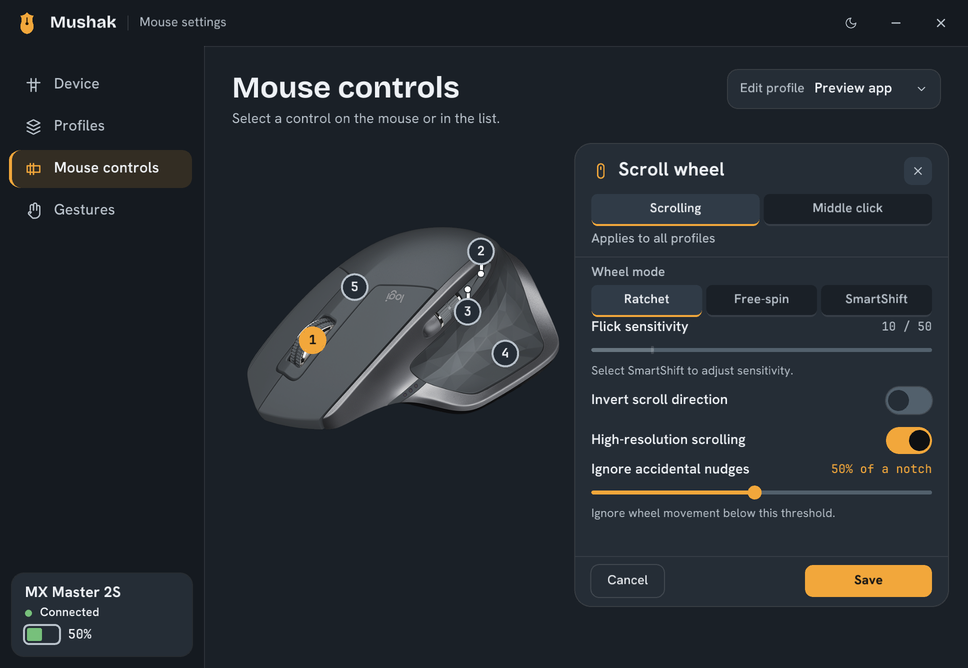 Mushak
Mouse settings
Device
Profiles
Mouse controls
Gestures
MX Master 2S
Connected
50%
Mouse controls
Select a control on the mouse or in the list.
Edit profile Preview app
logi
1
2
3
4
5
Scroll wheel
Scrolling Middle click
Applies to all profiles
Wheel mode
Ratchet Free-spin SmartShift
Flick sensitivity 10 / 50
Select SmartShift to adjust sensitivity.
Invert scroll direction
High-resolution scrolling
Ignore accidental nudges 50% of a notch
Ignore wheel movement below this threshold.
Cancel Save